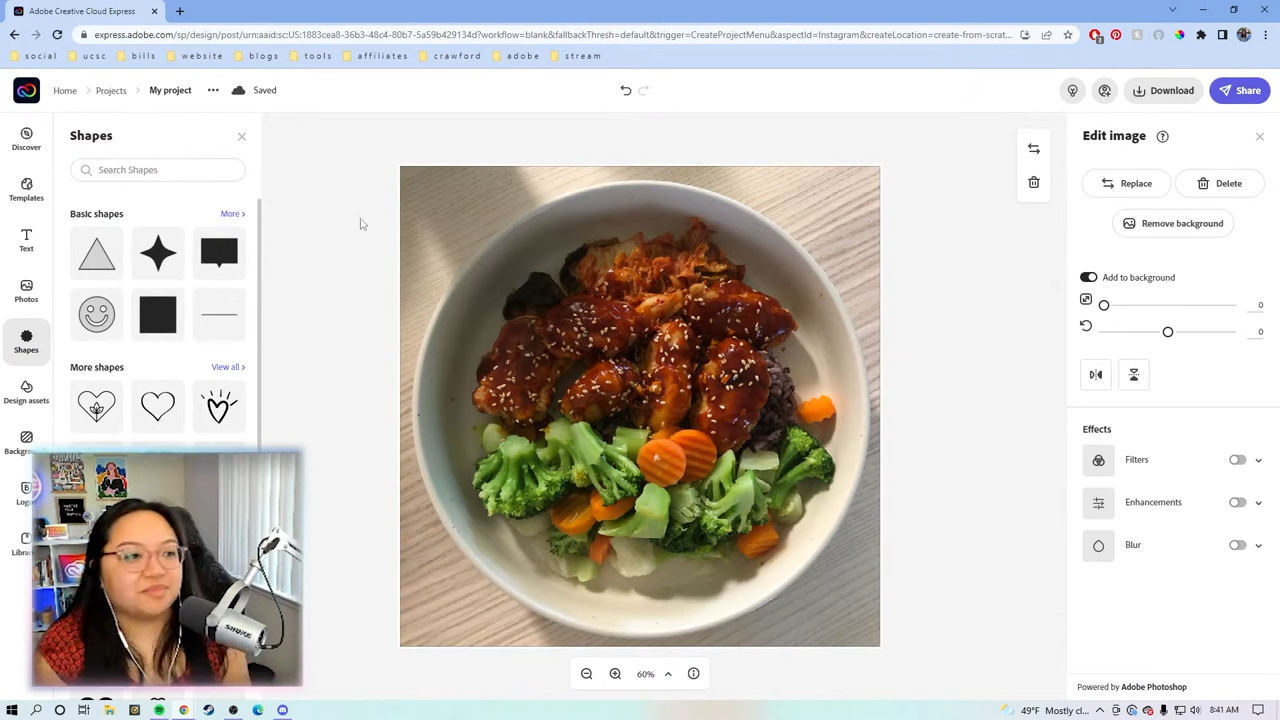 Adobe Creative Cloud Express
express.adobe.com/sp/design/post/urn:aaid:sc:US:1883cea8-36b3-48c4-80b7-5a59b429134d?workflow=blank&fallbackThresh=default&trigger=CreateProjectMenu&aspectId=Instagram&createLocation=create-from-scrat...
social
ucsc
bills
website
blogs
tools
affiliates
crawford
adobe
stream
Home
Projects
My project
Saved
Download
Share
Discover
Templates
Text
Photos
Shapes
Design assets
Shapes
Search Shapes
Basic shapes
More
More shapes
View all
60%
Edit image
Replace
Delete
Remove background
Add to background
0
0
Effects
Filters
Enhancements
Blur
Powered by Adobe Photoshop
SHURE
49°F Mostly cl...
8:41 AM